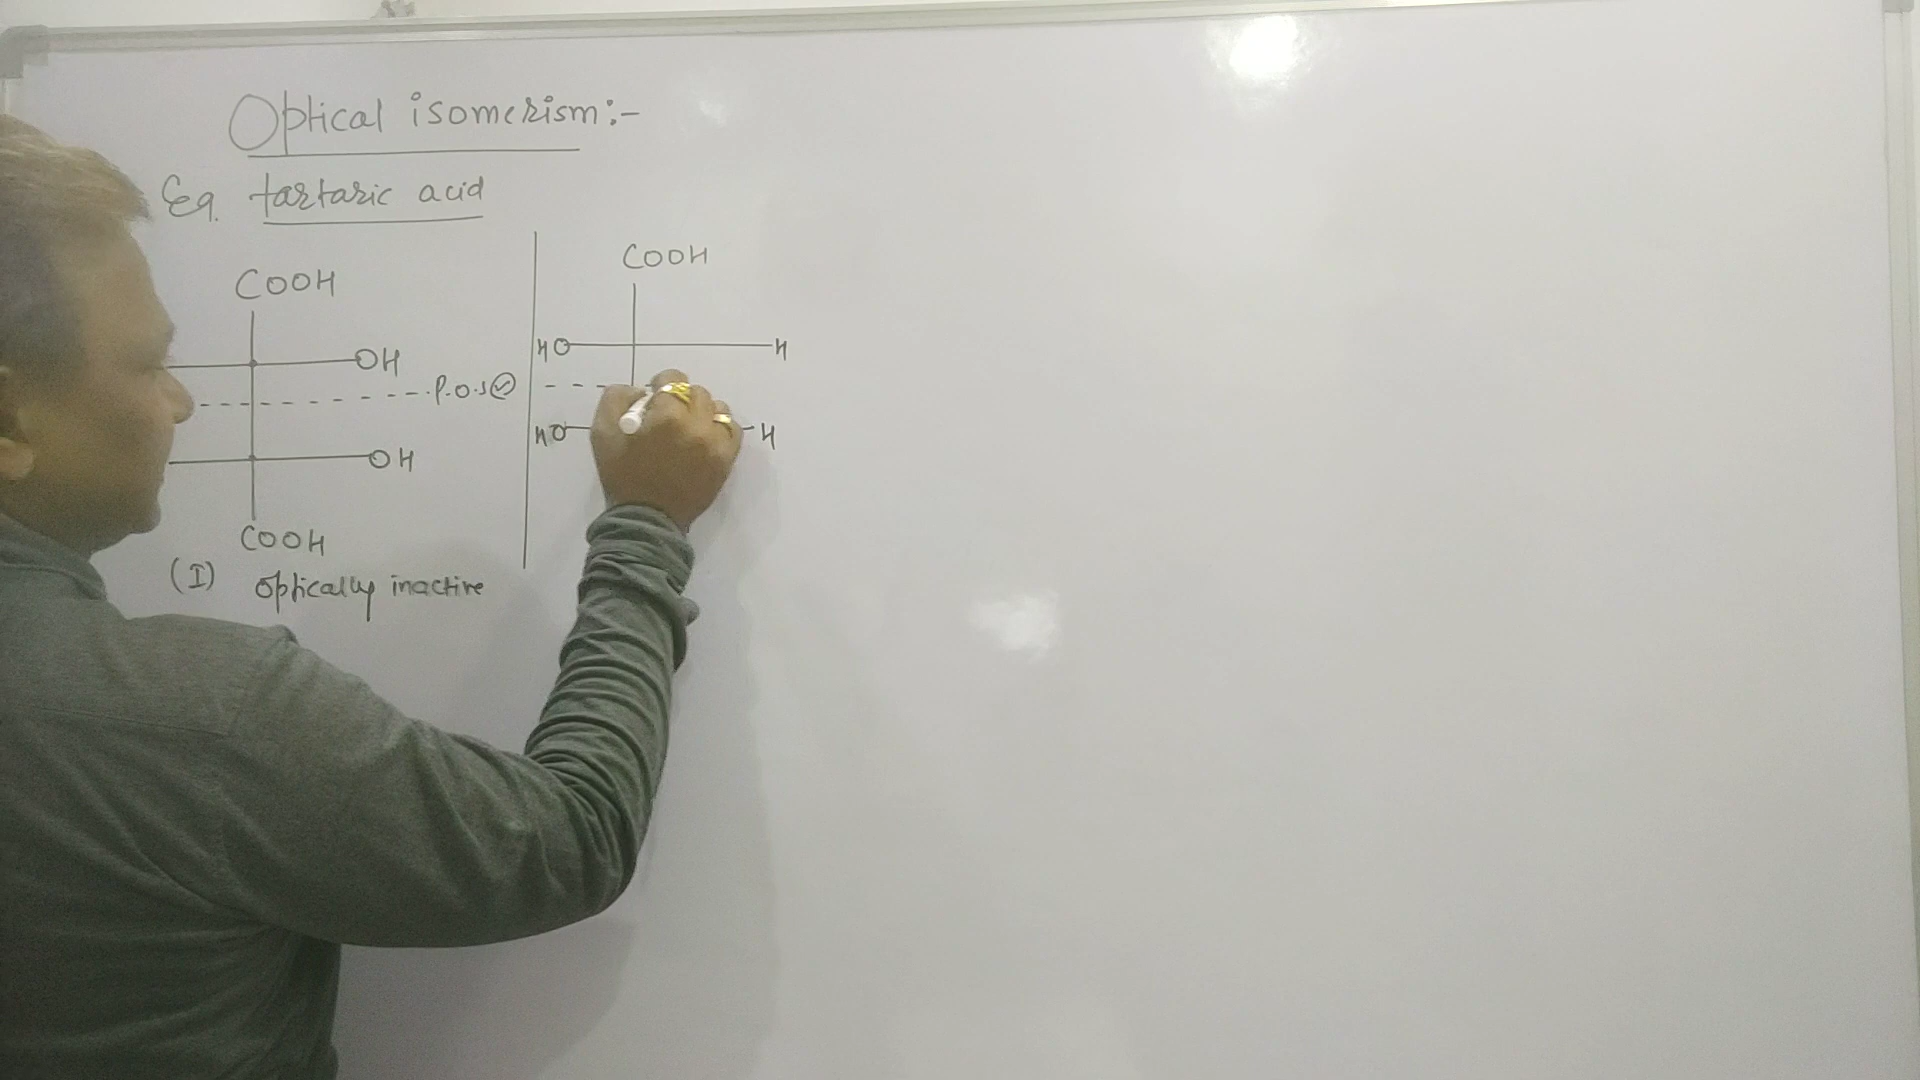 Optical isomerism:-
Eg. tartaric acid
COOH
OH
P.O.S
OH
COOH
(I) optically inactive
COOH
HO H
HO H